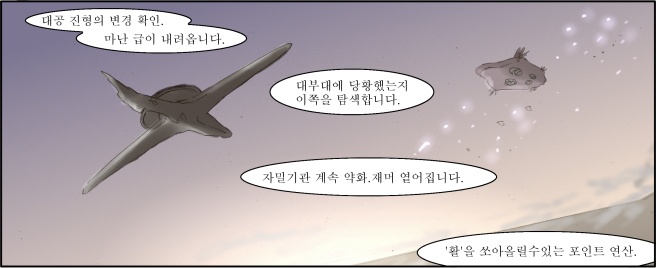 대공 진형의 변경 확인.
마난 급이 내려옵니다.
대부대에 당황했는지
이쪽을 탐색합니다.
자밀기관 계속 약화.재머 옅어집니다.
'활'을 쏘아올릴수있는 포인트 연산.